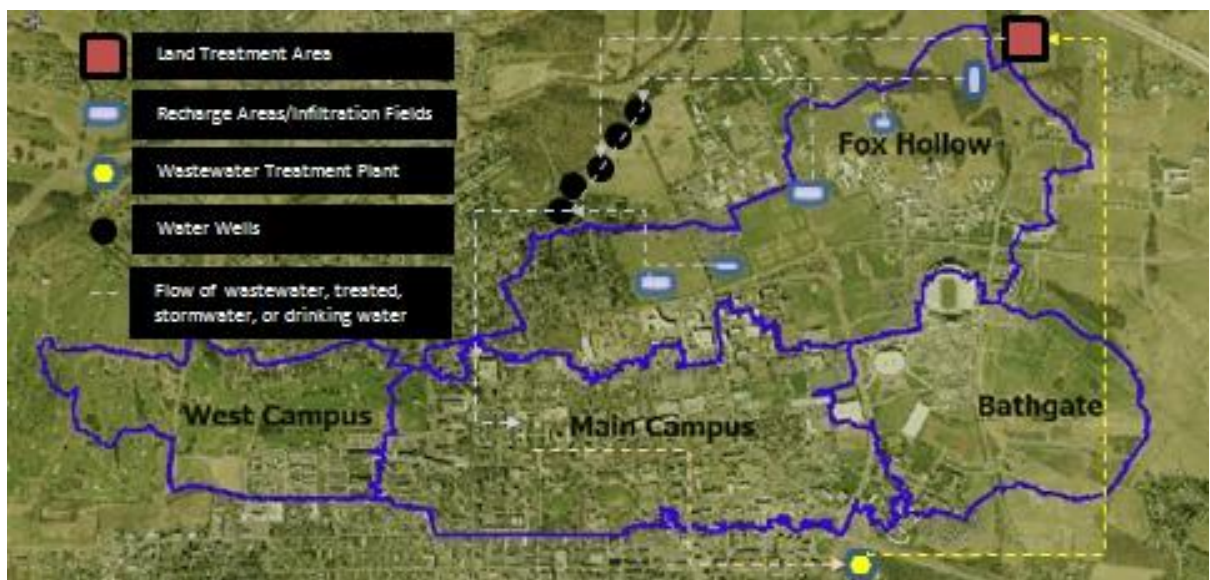 Land Treatment Area
Recharge Areas/Infiltration Fields
Wastewater Treatment Plant
Water Wells
Flow of wastewater, treated,
stormwater, or drinking water
Fox Hollow
West Campus
Main Campus
Bathgate